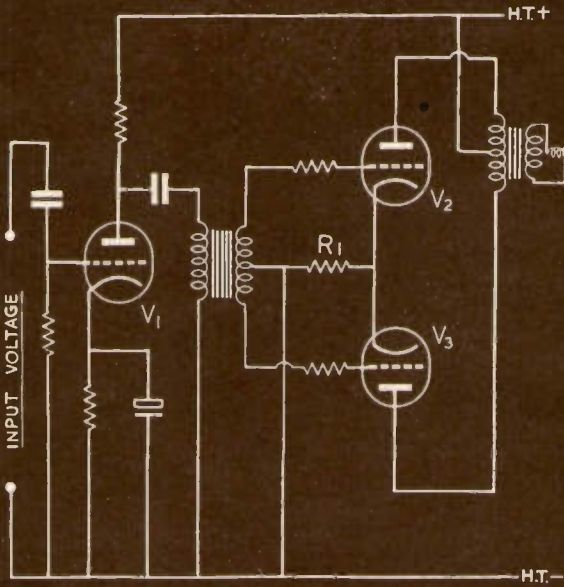 H.T.+
V2
R1
V3
V1
INPUT VOLTAGE
H.T.−